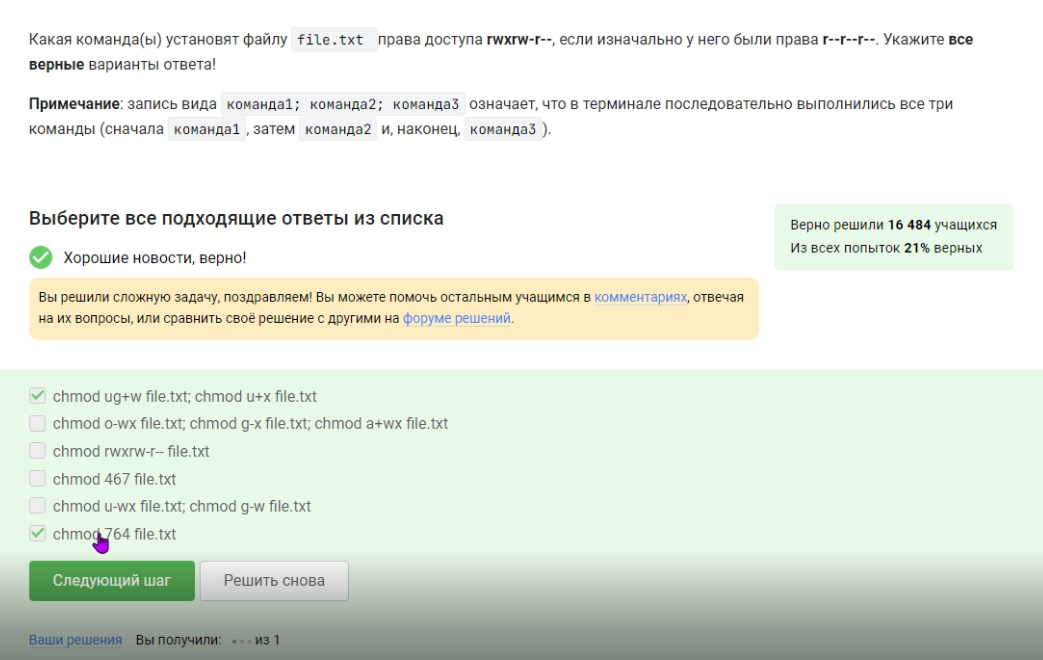 Какая команда(ы) установят файлу file.txt права доступа rwxrw-r--, если изначально у него были права r--r--r--. Укажите все
верные варианты ответа!
Примечание: запись вида команда1; команда2; команда3 означает, что в терминале последовательно выполнились все три
команды (сначала команда1, затем команда2 и, наконец, команда3).
Выберите все подходящие ответы из списка
Верно решили 16 484 учащихся
Из всех попыток 21% верных
Хорошие новости, верно!
Вы решили сложную задачу, поздравляем! Вы можете помочь остальным учащимся в комментариях, отвечая
на их вопросы, или сравнить своё решение с другими на форуме решений.
chmod ug+w file.txt; chmod u+x file.txt
chmod o-wx file.txt; chmod g-x file.txt; chmod a+wx file.txt
chmod rwxrw-r-- file.txt
chmod 467 file.txt
chmod u-wx file.txt; chmod g-w file.txt
chmod 764 file.txt
Следующий шаг Решить снова
Ваши решения Вы получили: ... из 1